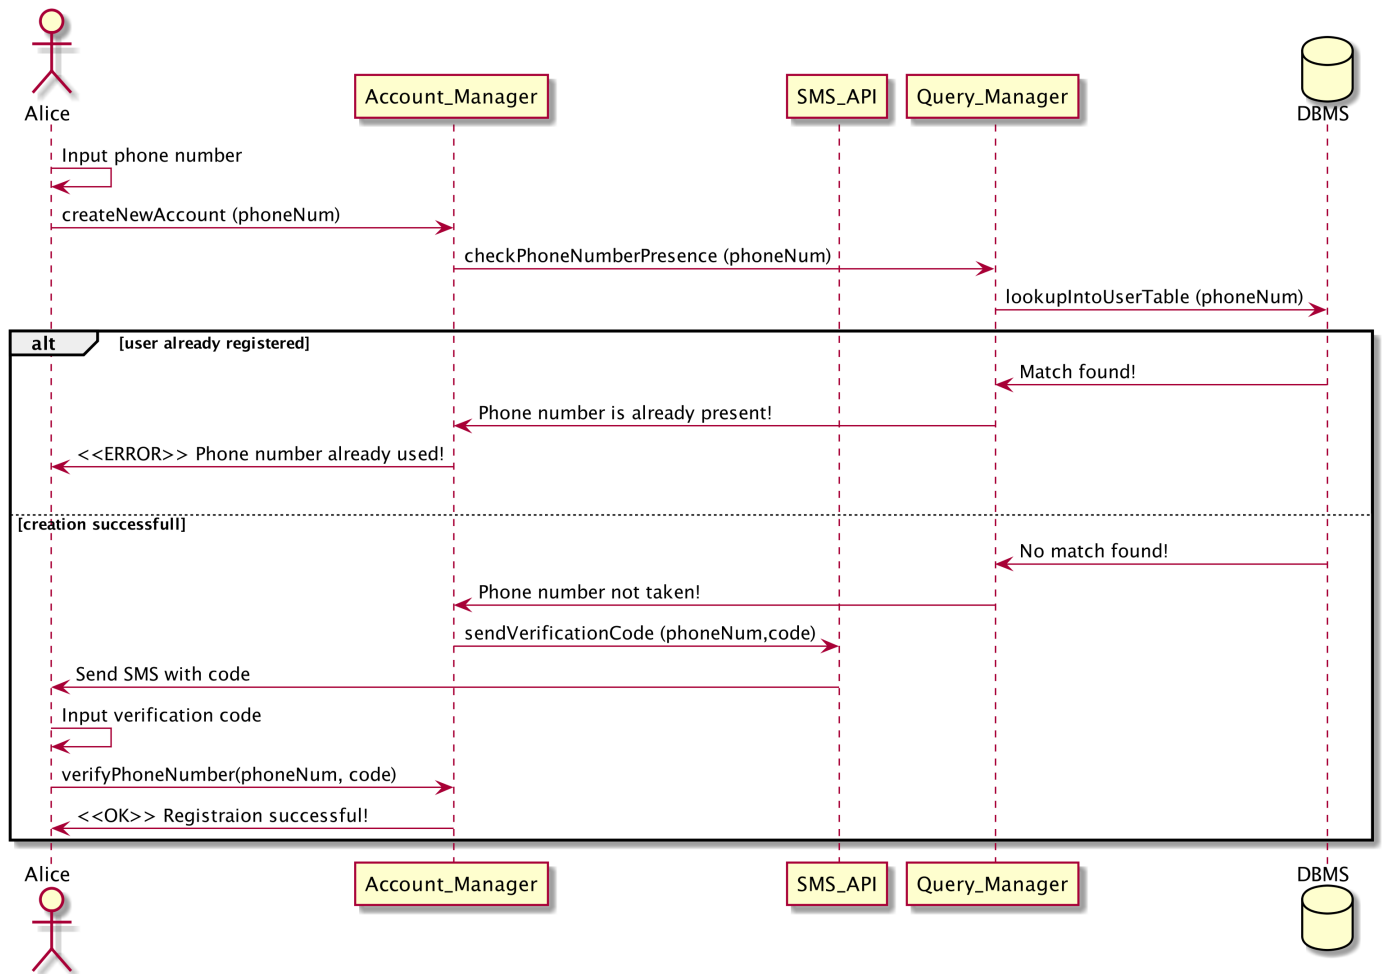 Alice
Account_Manager
SMS_API
Query_Manager
DBMS
Input phone number
createNewAccount (phoneNum)
checkPhoneNumberPresence (phoneNum)
lookupIntoUserTable (phoneNum)
alt
[user already registered]
Match found!
Phone number is already present!
<<ERROR>> Phone number already used!
[creation successfull]
No match found!
Phone number not taken!
sendVerificationCode (phoneNum,code)
Send SMS with code
Input verification code
verifyPhoneNumber(phoneNum, code)
<<OK>> Registraion successful!
Alice
Account_Manager
SMS_API
Query_Manager
DBMS